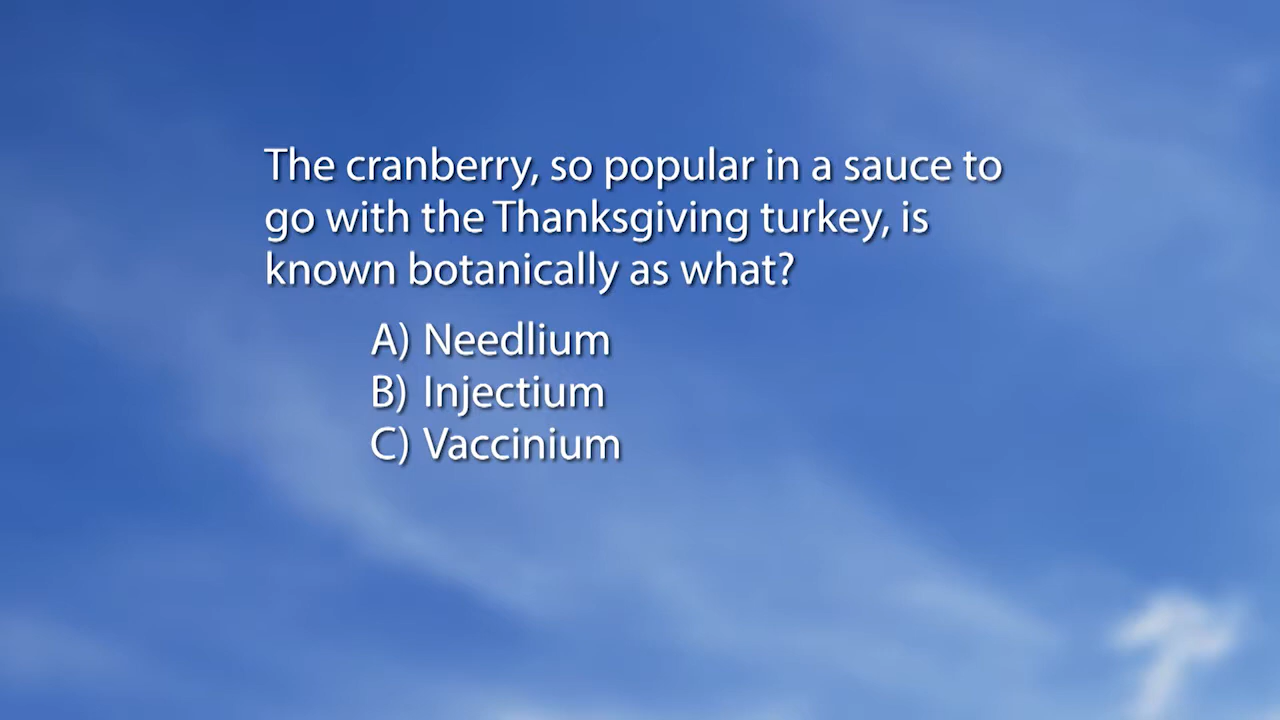 The cranberry, so popular in a sauce to
go with the Thanksgiving turkey, is
known botanically as what?
A) Needlium
B) Injectium
C) Vaccinium